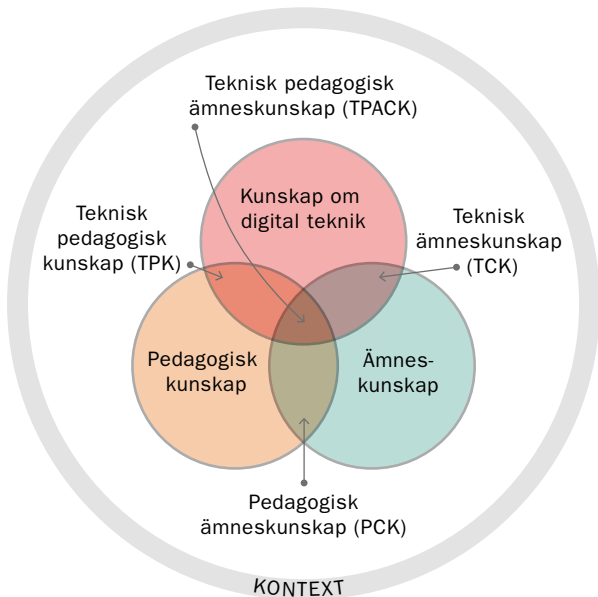 Teknisk pedagogisk
ämneskunskap (TPACK)
Kunskap om
digital teknik
Teknisk
pedagogisk
kunskap (TPK)
Teknisk
ämneskunskap
(TCK)
Pedagogisk
kunskap
Ämnes-
kunskap
Pedagogisk
ämneskunskap (PCK)
KONTEXT